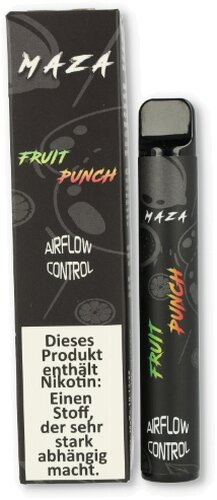 MAZA
FRUIT
PUNCH
AIRFLOW
CONTROL
Dieses
Produkt
enthält
Nikotin:
Einen
Stoff,
der sehr
stark
abhängig
macht.
MAZA
FRUIT
PUNCH
AIRFLOW
CONTROL